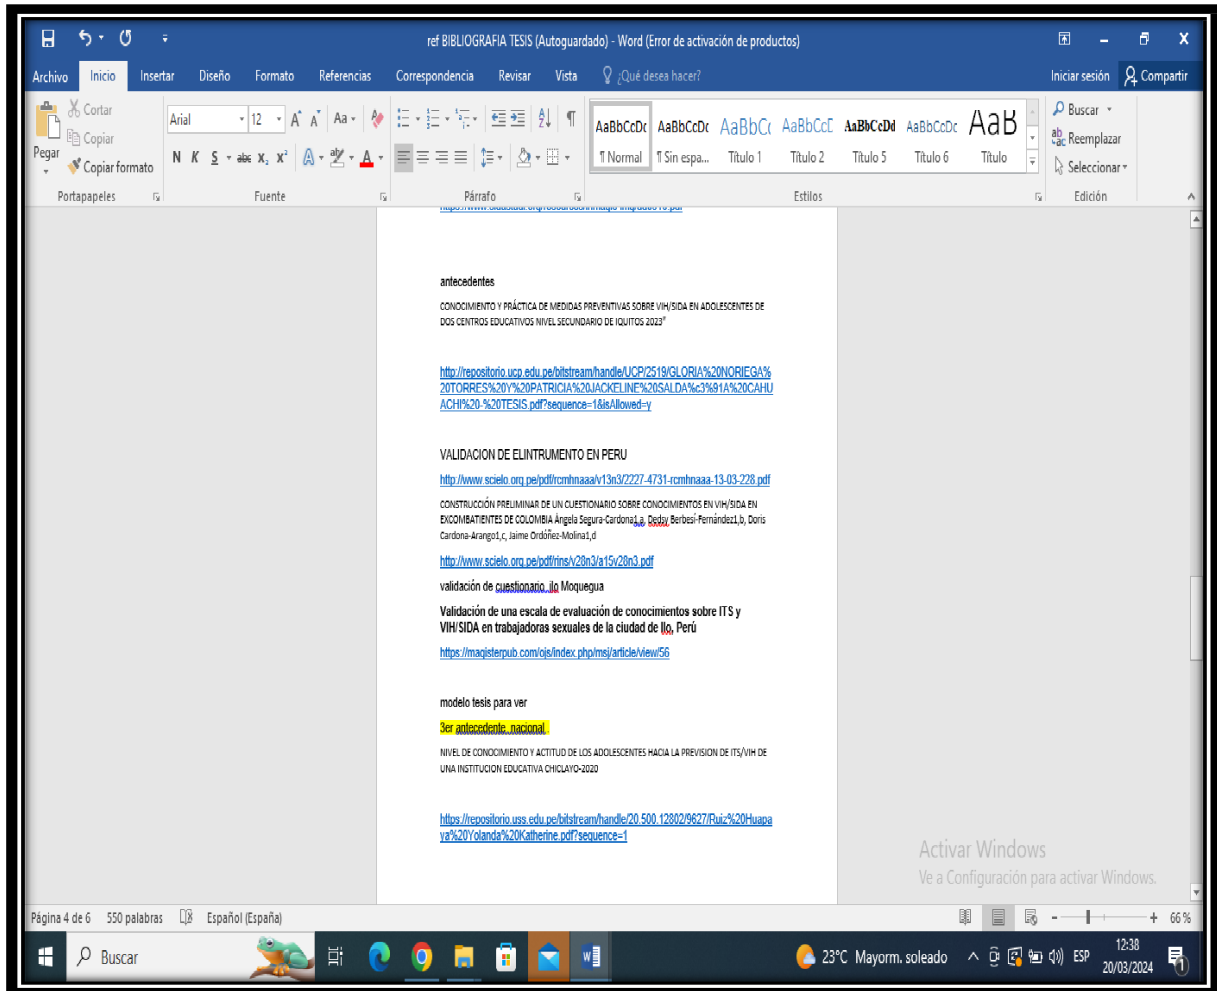 ref BIBLIOGRAFIA TESIS (Autoguardado) - Word (Error de activación de productos)
Archivo Inicio Insertar Diseño Formato Referencias Correspondencia Revisar Vista ¿Qué desea hacer? Iniciar sesión Compartir
Pegar
Cortar
Copiar
Copiar formato
Arial 12 Aa
N K S abc X₂ X²
AaBbCcDc AaBbCcDc AaBbC( AaBbCcE AaBbCcDd AaBbCcDc AaB
¶ Normal ¶ Sin espa... Título 1 Título 2 Título 5 Título 6 Título
Buscar
Reemplazar
Seleccionar
Portapapeles Fuente Párrafo Estilos Edición
antecedentes
CONOCIMIENTO Y PRÁCTICA DE MEDIDAS PREVENTIVAS SOBRE VIH/SIDA EN ADOLESCENTES DE
DOS CENTROS EDUCATIVOS NIVEL SECUNDARIO DE IQUITOS 2023"
http://repositorio.ucp.edu.pe/bitstream/handle/UCP/2519/GLORIA%20NORIEGA%
20TORRES%20Y%20PATRICIA%20JACKELINE%20SALDA%c3%91A%20CAHU
ACHI%20-%20TESIS.pdf?sequence=1&isAllowed=y
VALIDACION DE ELINTRUMENTO EN PERU
http://www.scielo.org.pe/pdf/rcmhnaaa/v13n3/2227-4731-rcmhnaaa-13-03-228.pdf
CONSTRUCCIÓN PRELIMINAR DE UN CUESTIONARIO SOBRE CONOCIMIENTOS EN VIH/SIDA EN
EXCOMBATIENTES DE COLOMBIA Ángela Segura-Cardona1,a, Dedsy Berbesí-Fernández1,b, Doris
Cardona-Arango1,c, Jaime Ordóñez-Molina1,d
http://www.scielo.org.pe/pdf/rins/v28n3/a15v28n3.pdf
validación de cuestionario ilo Moquegua
Validación de una escala de evaluación de conocimientos sobre ITS y
VIH/SIDA en trabajadoras sexuales de la ciudad de Ilo, Perú
https://magisterpub.com/ojs/index.php/msj/article/view/56
modelo tesis para ver
3er antecedente nacional.
NIVEL DE CONOCIMIENTO Y ACTITUD DE LOS ADOLESCENTES HACIA LA PREVISION DE ITS/VIH DE
UNA INSTITUCION EDUCATIVA CHICLAYO-2020
https://repositorio.uss.edu.pe/bitstream/handle/20.500.12802/9627/Ruiz%20Huapa
ya%20Yolanda%20Katherine.pdf?sequence=1
Activar Windows
Ve a Configuración para activar Windows.
Página 4 de 6 550 palabras Español (España) 66 %
Buscar 23°C Mayorm. soleado ESP 12:38
20/03/2024
1